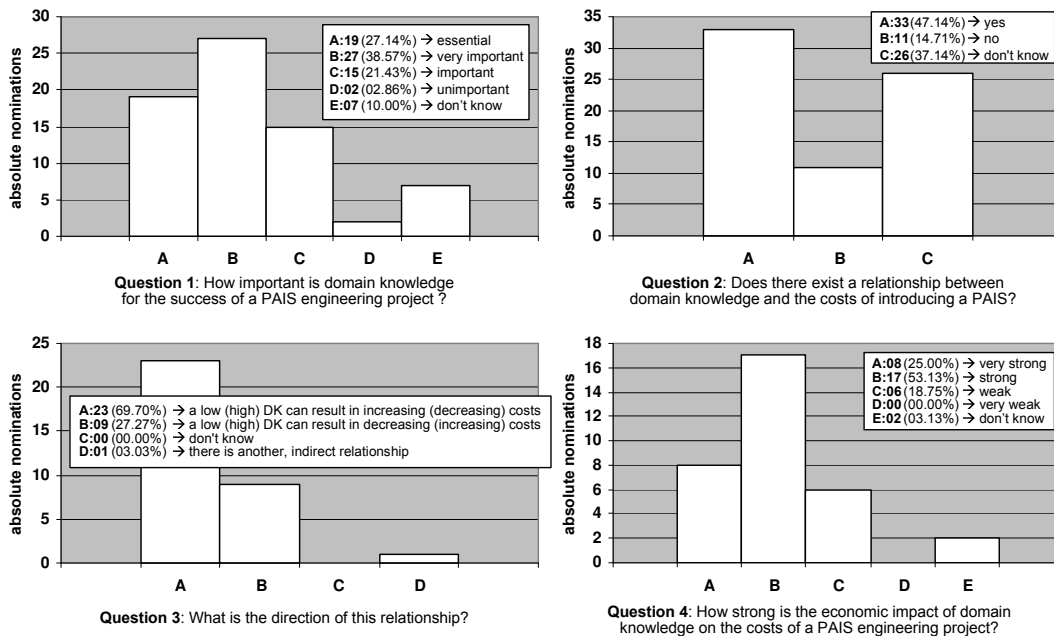 absolute nominations
30
25
20
15
10
5
0
A:19 (27.14%) → essential
B:27 (38.57%) → very important
C:15 (21.43%) → important
D:02 (02.86%) → unimportant
E:07 (10.00%) → don't know
A B C D E
Question 1: How important is domain knowledge
for the success of a PAIS engineering project ?
absolute nominations
35
30
25
20
15
10
5
0
A:33 (47.14%) → yes
B:11 (14.71%) → no
C:26 (37.14%) → don't know
A B C
Question 2: Does there exist a relationship between
domain knowledge and the costs of introducing a PAIS?
absolute nominations
25
20
15
10
5
0
A:23 (69.70%) → a low (high) DK can result in increasing (decreasing) costs
B:09 (27.27%) → a low (high) DK can result in decreasing (increasing) costs
C:00 (00.00%) → don't know
D:01 (03.03%) → there is another, indirect relationship
A B C D
Question 3: What is the direction of this relationship?
absolute nominations
18
16
14
12
10
8
6
4
2
0
A:08 (25.00%) → very strong
B:17 (53.13%) → strong
C:06 (18.75%) → weak
D:00 (00.00%) → very weak
E:02 (03.13%) → don't know
A B C D E
Question 4: How strong is the economic impact of domain
knowledge on the costs of a PAIS engineering project?